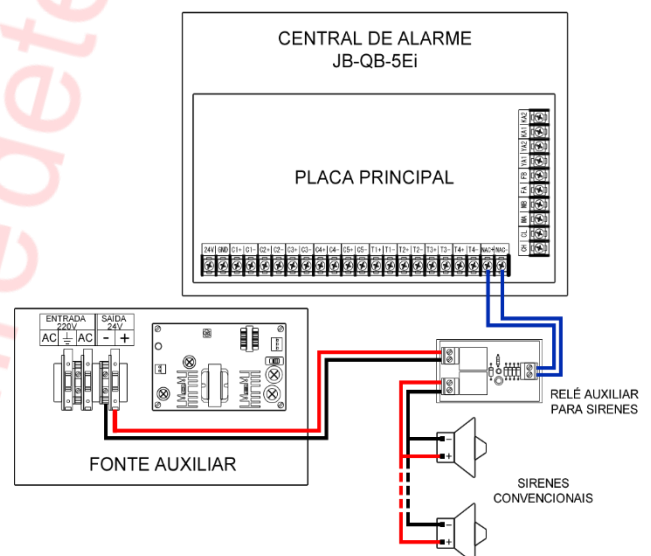 CENTRAL DE ALARME
JB-QB-5Ei
PLACA PRINCIPAL
KA2
KA1
YA2
YA1
FB
FA
MB
MA
CL
CH
24V GND C1+ C1- C2+ C2- C3+ C3- C4+ C4- C5+ C5- T1+ T1- T2+ T2- T3+ T3- T4+ T4- NAC+ NAC-
ENTRADA 220V
SAIDA 24V
AC AC - +
FONTE AUXILIAR
RELÉ AUXILIAR
PARA SIRENES
-
+
-
+
SIRENES
CONVENCIONAIS